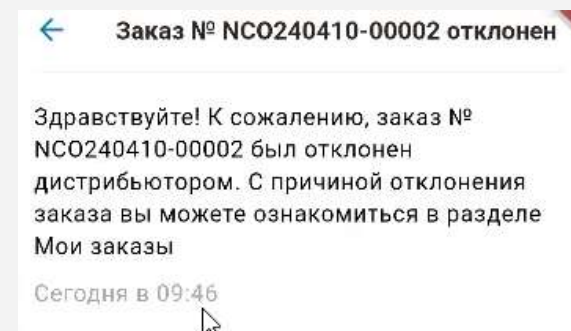 Заказ № NCO240410-00002 отклонен
Здравствуйте! К сожалению, заказ №
NCO240410-00002 был отклонен
дистрибьютором. С причиной отклонения
заказа вы можете ознакомиться в разделе
Мои заказы
Сегодня в 09:46